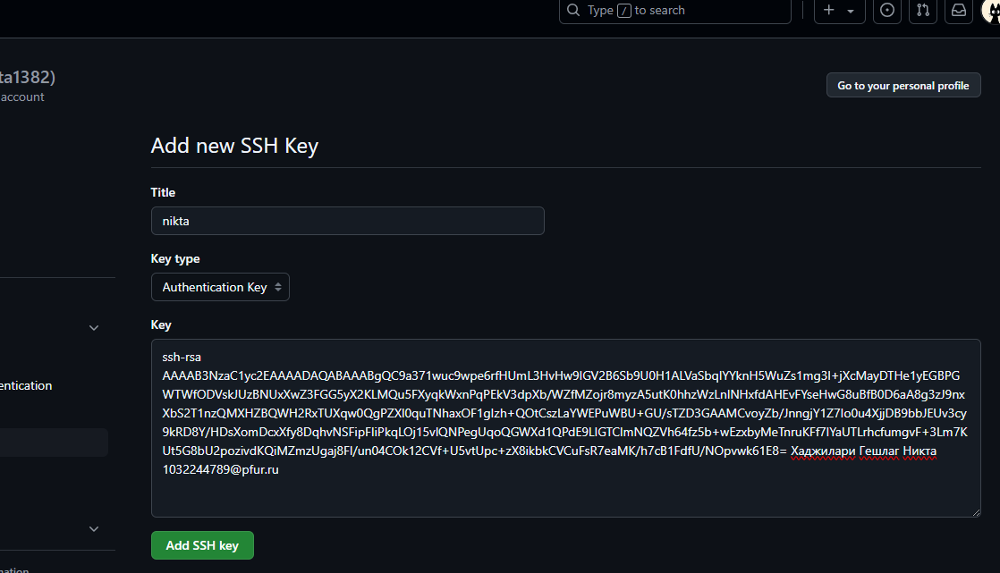 Type / to search
ta1382)
account
Go to your personal profile
Add new SSH Key
Title
nikta
Key type
Authentication Key
Key
ssh-rsa
AAAAB3NzaC1yc2EAAAADAQABAAABgQC9a371wuc9wpe6rfHUmL3HvHw9IGV2B6Sb9U0H1ALVaSbqIYYknH5WuZs1mg3I+jXcMayDTHe1yEGBPG
WTWfODVskJUzBNUxXwZ3FGG5yX2KLMQu5FXyqkWxnPqPEkV3dpXb/WZfMZojr8myzA5utK0hhzWzLnlNHxfdAHEvFYseHwG8uBfB0D6aA8g3zJ9nx
XbS2T1nzQMXHZBQWH2RxTUXqw0QgPZXl0quTNhaxOF1glzh+QOtCszLaYWEPuWBU+GU/sTZD3GAAMCvoyZb/JnngjY1Z7Io0u4XjjDB9bbJEUv3cy
9kRD8Y/HDsXomDcxXfy8DqhvNSFipFIiPkqLOj15vIQNPegUqoQGWXd1QPdE9LlGTClmNQZVh64fz5b+wEzxbyMeTnruKFf7lYaUTLrhcfumgvF+3Lm7K
Ut5G8bU2pozivdKQiMZmzUgaj8Fl/un04COk12CVf+U5vtUpc+zX8ikbkCVCuFsR7eaMK/h7cB1FdfU/NOpvwk61E8= Хаджилари Гешлаг Никта
1032244789@pfur.ru
entication
Add SSH key